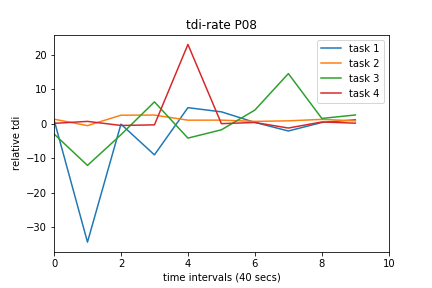 tdi-rate P08
task 1
task 2
task 3
task 4
20
10
0
−10
−20
−30
relative tdi
0 2 4 6 8 10
time intervals (40 secs)